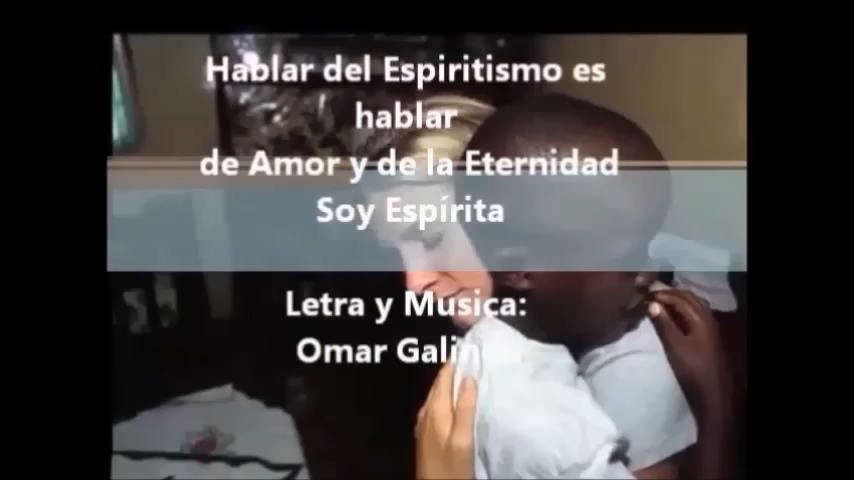 Hablar del Espiritismo es
hablar
de Amor y de la Eternidad
Soy Espírita
Letra y Musica:
Omar